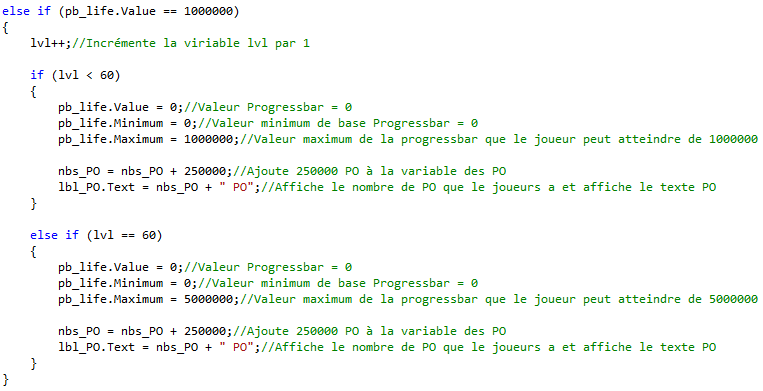 else if (pb_life.Value == 1000000)
{
lvl++;//Incrémente la viriable lvl par 1
if (lvl < 60)
{
pb_life.Value = 0;//Valeur Progressbar = 0
pb_life.Minimum = 0;//Valeur minimum de base Progressbar = 0
pb_life.Maximum = 1000000;//Valeur maximum de la progressbar que le joueur peut atteindre de 1000000
nbs_PO = nbs_PO + 250000;//Ajoute 250000 PO à la variable des PO
lbl_PO.Text = nbs_PO + " PO";//Affiche le nombre de PO que le joueurs a et affiche le texte PO
}
else if (lvl == 60)
{
pb_life.Value = 0;//Valeur Progressbar = 0
pb_life.Minimum = 0;//Valeur minimum de base Progressbar = 0
pb_life.Maximum = 5000000;//Valeur maximum de la progressbar que le joueur peut atteindre de 5000000
nbs_PO = nbs_PO + 250000;//Ajoute 250000 PO à la variable des PO
lbl_PO.Text = nbs_PO + " PO";//Affiche le nombre de PO que le joueurs a et affiche le texte PO
}
}